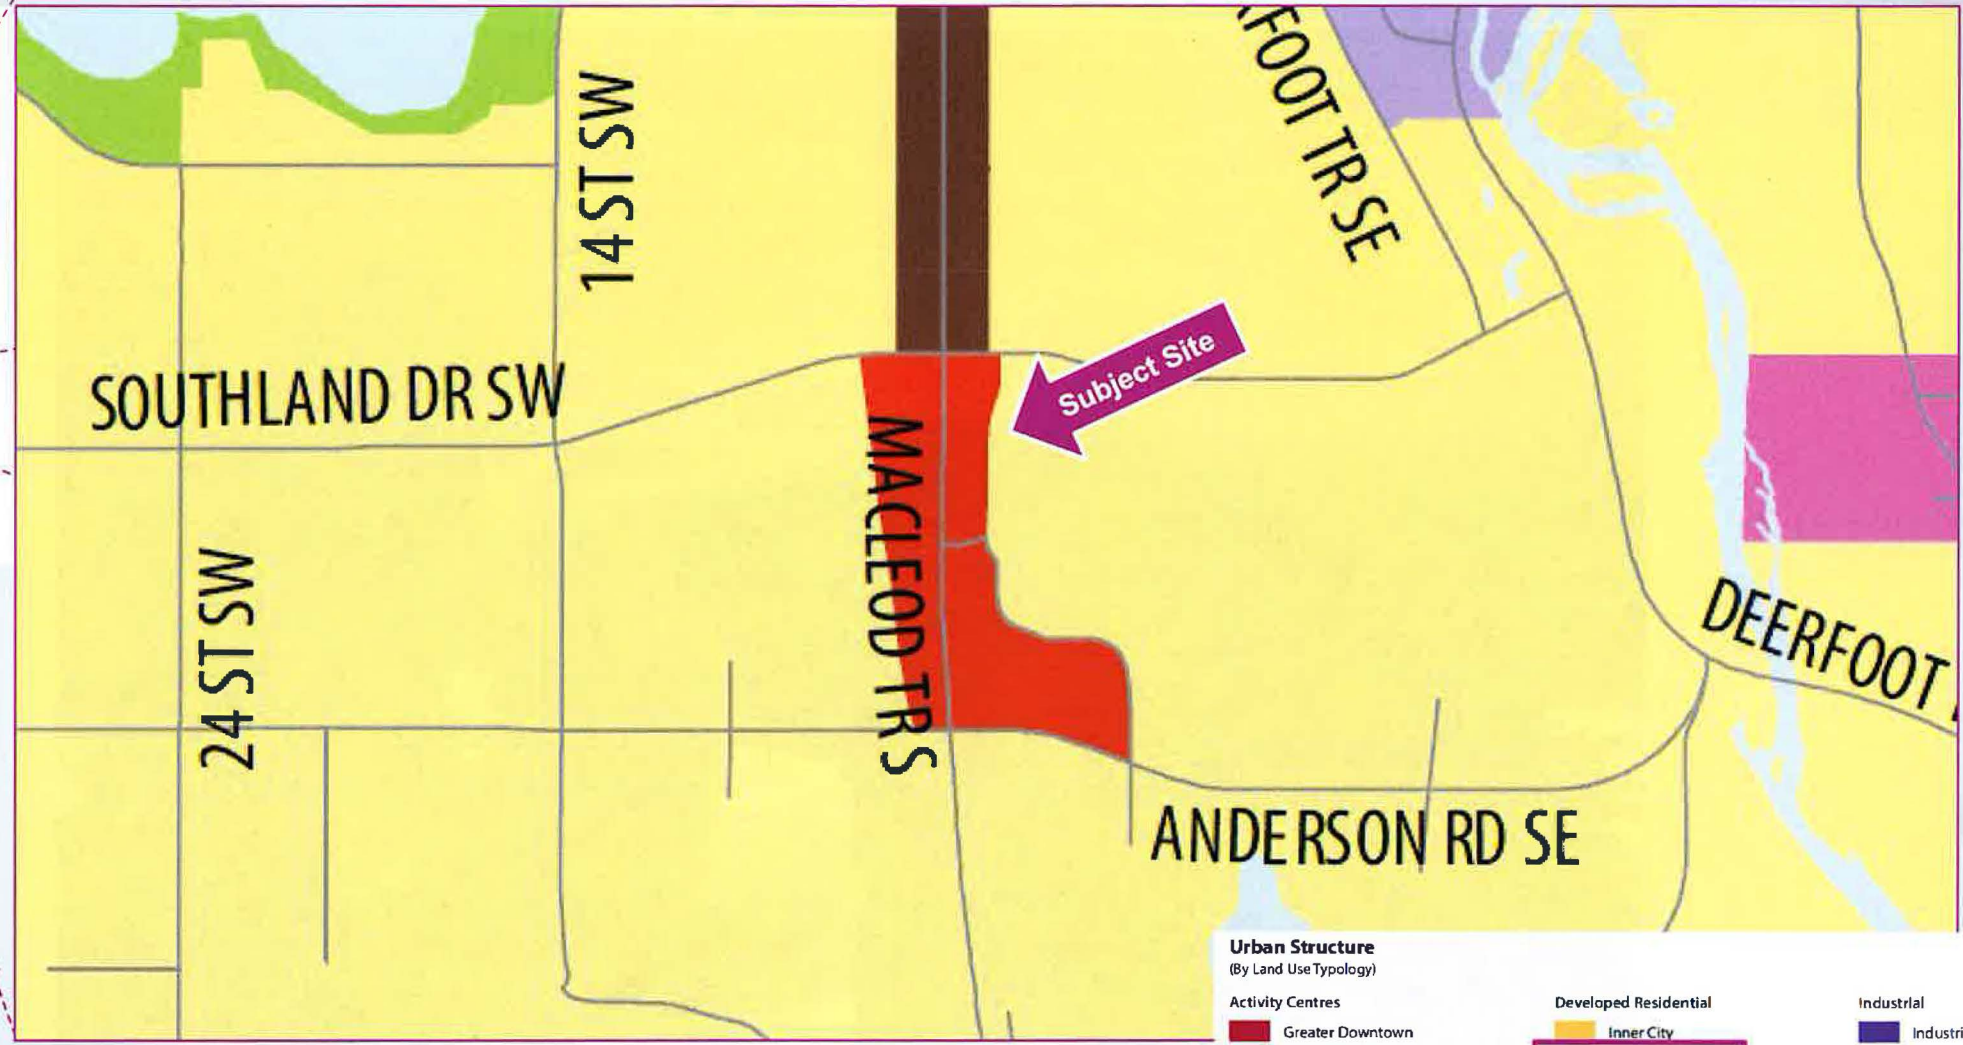 14 ST SW
FOOT TR SE
Subject Site
SOUTHLAND DR SW
MACLEOD TR S
24 ST SW
DEERFOOT
ANDERSON RD SE
Urban Structure
(By Land Use Typology)
Activity Centres
Greater Downtown
Developed Residential
Inner City
Industrial